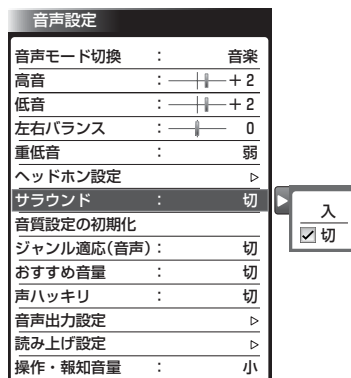 音声設定
音声モード切換 : 音楽
高音 : +2
低音 : +2
左右バランス : 0
重低音 : 弱
ヘッドホン設定
サラウンド : 切
入
切
音質設定の初期化
ジャンル適応(音声) : 切
おすすめ音量 : 切
声ハッキリ : 切
音声出力設定
読み上げ設定
操作・報知音量 : 小